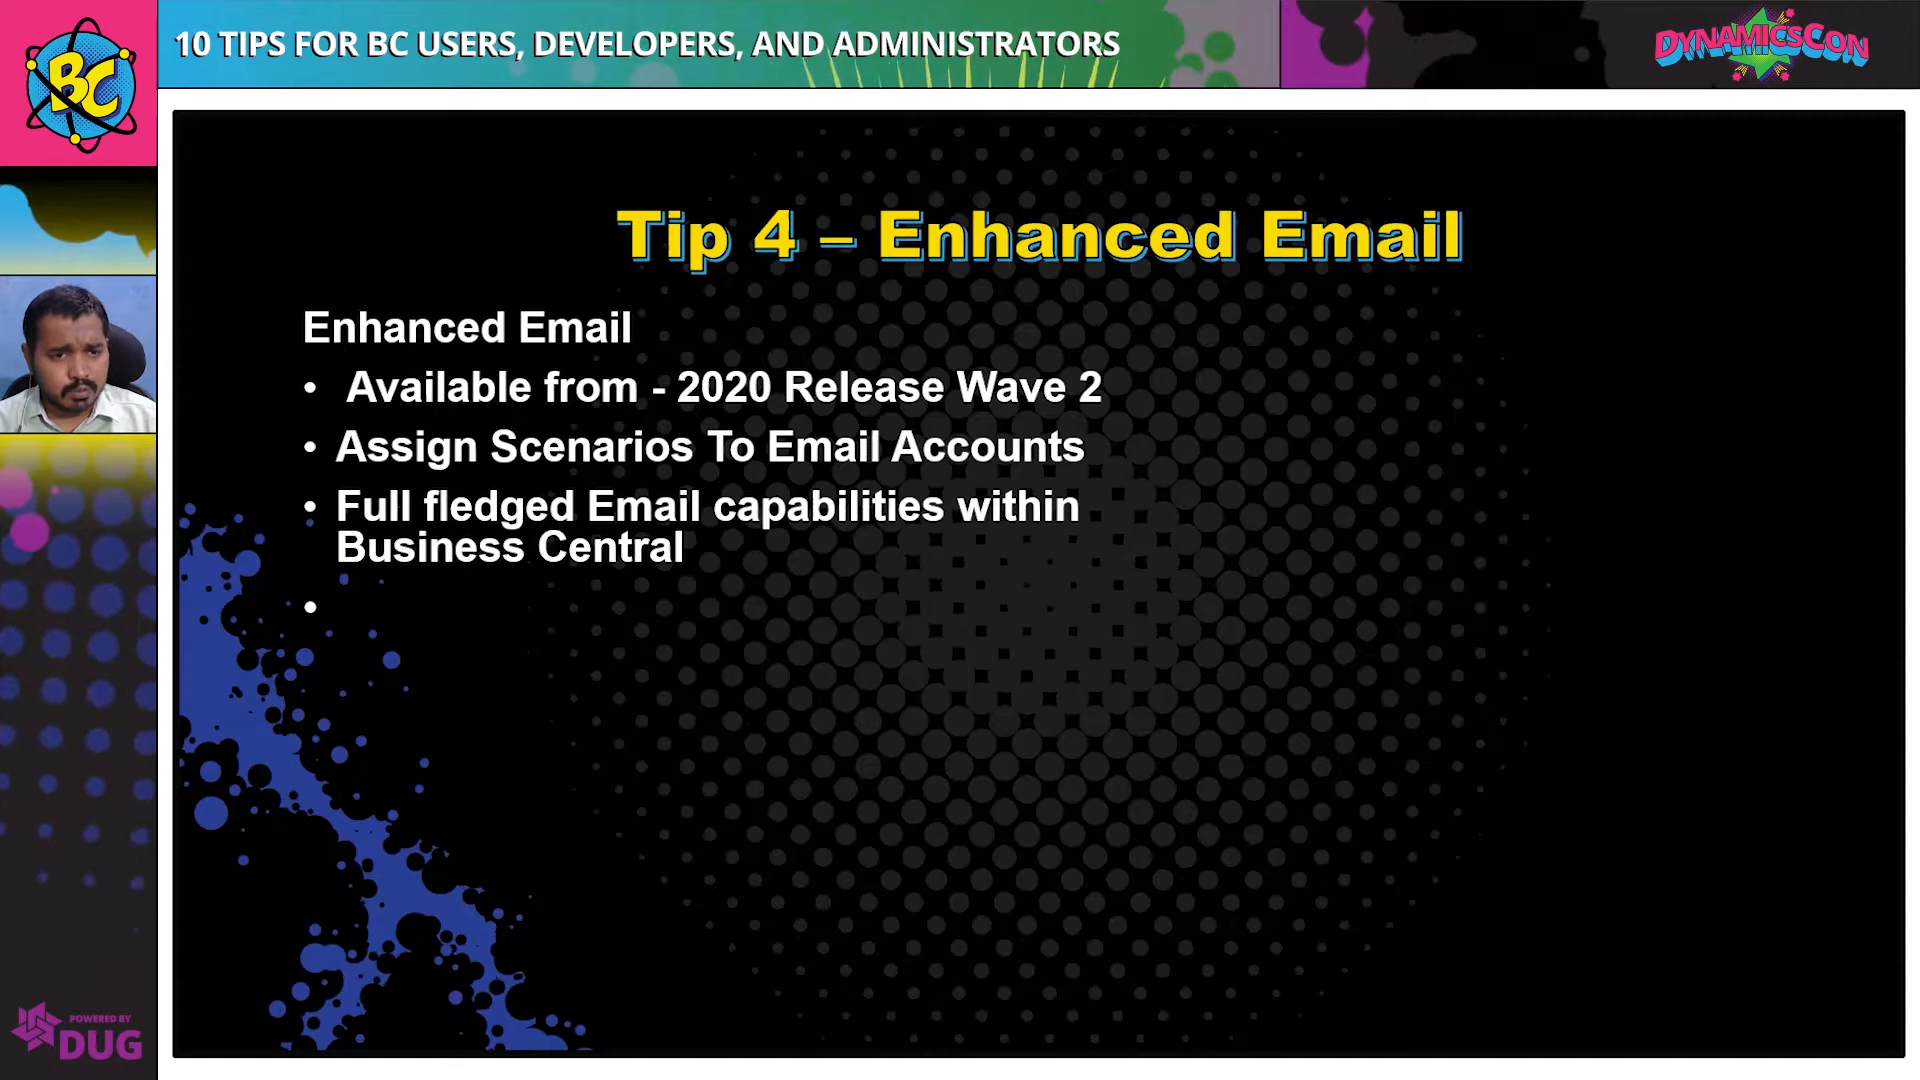 BC
10 TIPS FOR BC USERS, DEVELOPERS, AND ADMINISTRATORS
DYNAMICSCON
Tip 4 – Enhanced Email
Enhanced Email
• Available from - 2020 Release Wave 2
• Assign Scenarios To Email Accounts
• Full fledged Email capabilities within
Business Central
•
POWERED BY
DUG